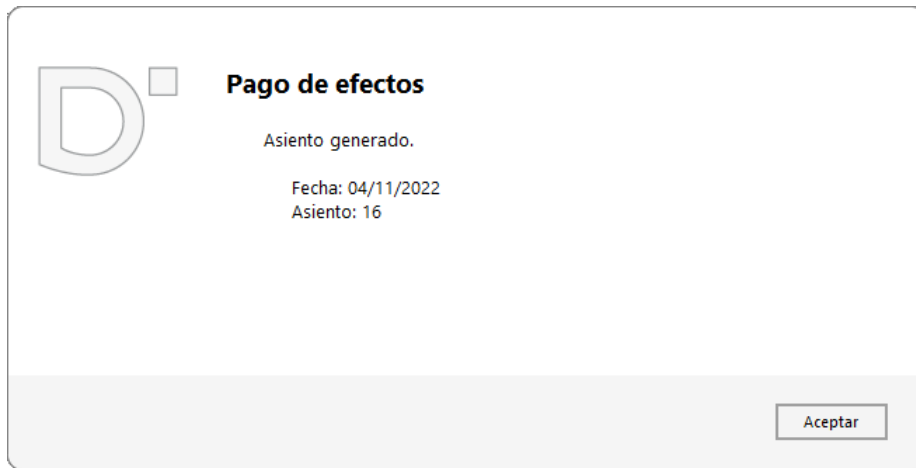 Pago de efectos
Asiento generado.
Fecha: 04/11/2022
Asiento: 16
Aceptar